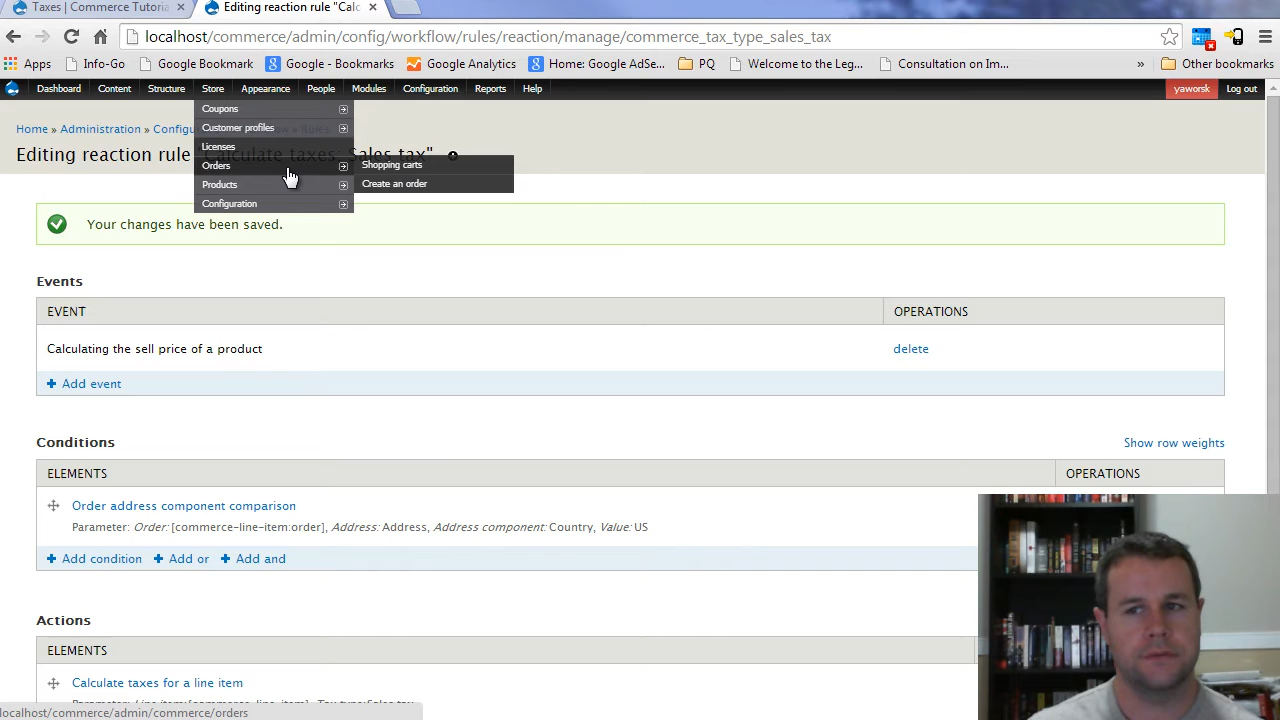 Taxes | Commerce Tutoria
Editing reaction rule "Calc
localhost/commerce/admin/config/workflow/rules/reaction/manage/commerce_tax_type_sales_tax
Apps Info-Go Google Bookmark Google - Bookmarks Google Analytics Home: Google AdSe... PQ Welcome to the Leg... Consultation on Im... » Other bookmarks
Dashboard Content Structure Store Appearance People Modules Configuration Reports Help yaworsk Log out
Coupons
Customer profiles
Licenses
Orders
Products
Configuration
Shopping carts
Create an order
Home » Administration » Configu
Editing reaction rule "Calculate taxes: Sales tax"
Your changes have been saved.
Events
EVENT OPERATIONS
Calculating the sell price of a product delete
Add event
Conditions Show row weights
ELEMENTS OPERATIONS
Order address component comparison
Parameter: Order: [commerce-line-item:order], Address: Address, Address component: Country, Value: US
Add condition Add or Add and
Actions
ELEMENTS
Calculate taxes for a line item
localhost/commerce/admin/commerce/orders